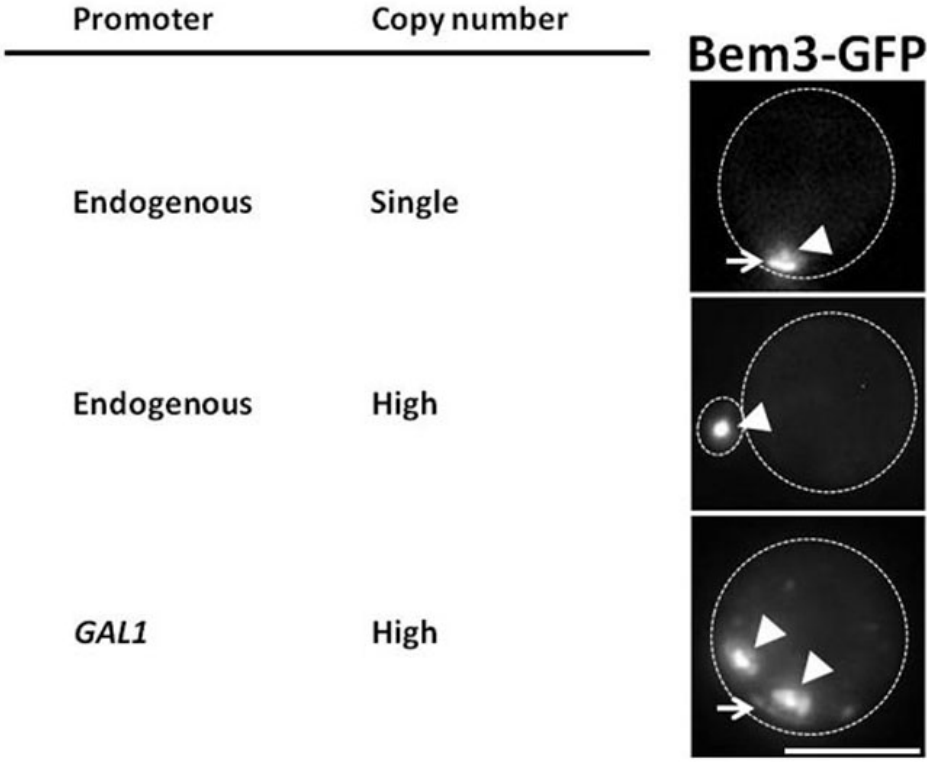 Promoter Copy number
Bem3-GFP
Endogenous Single
Endogenous High
GAL1 High